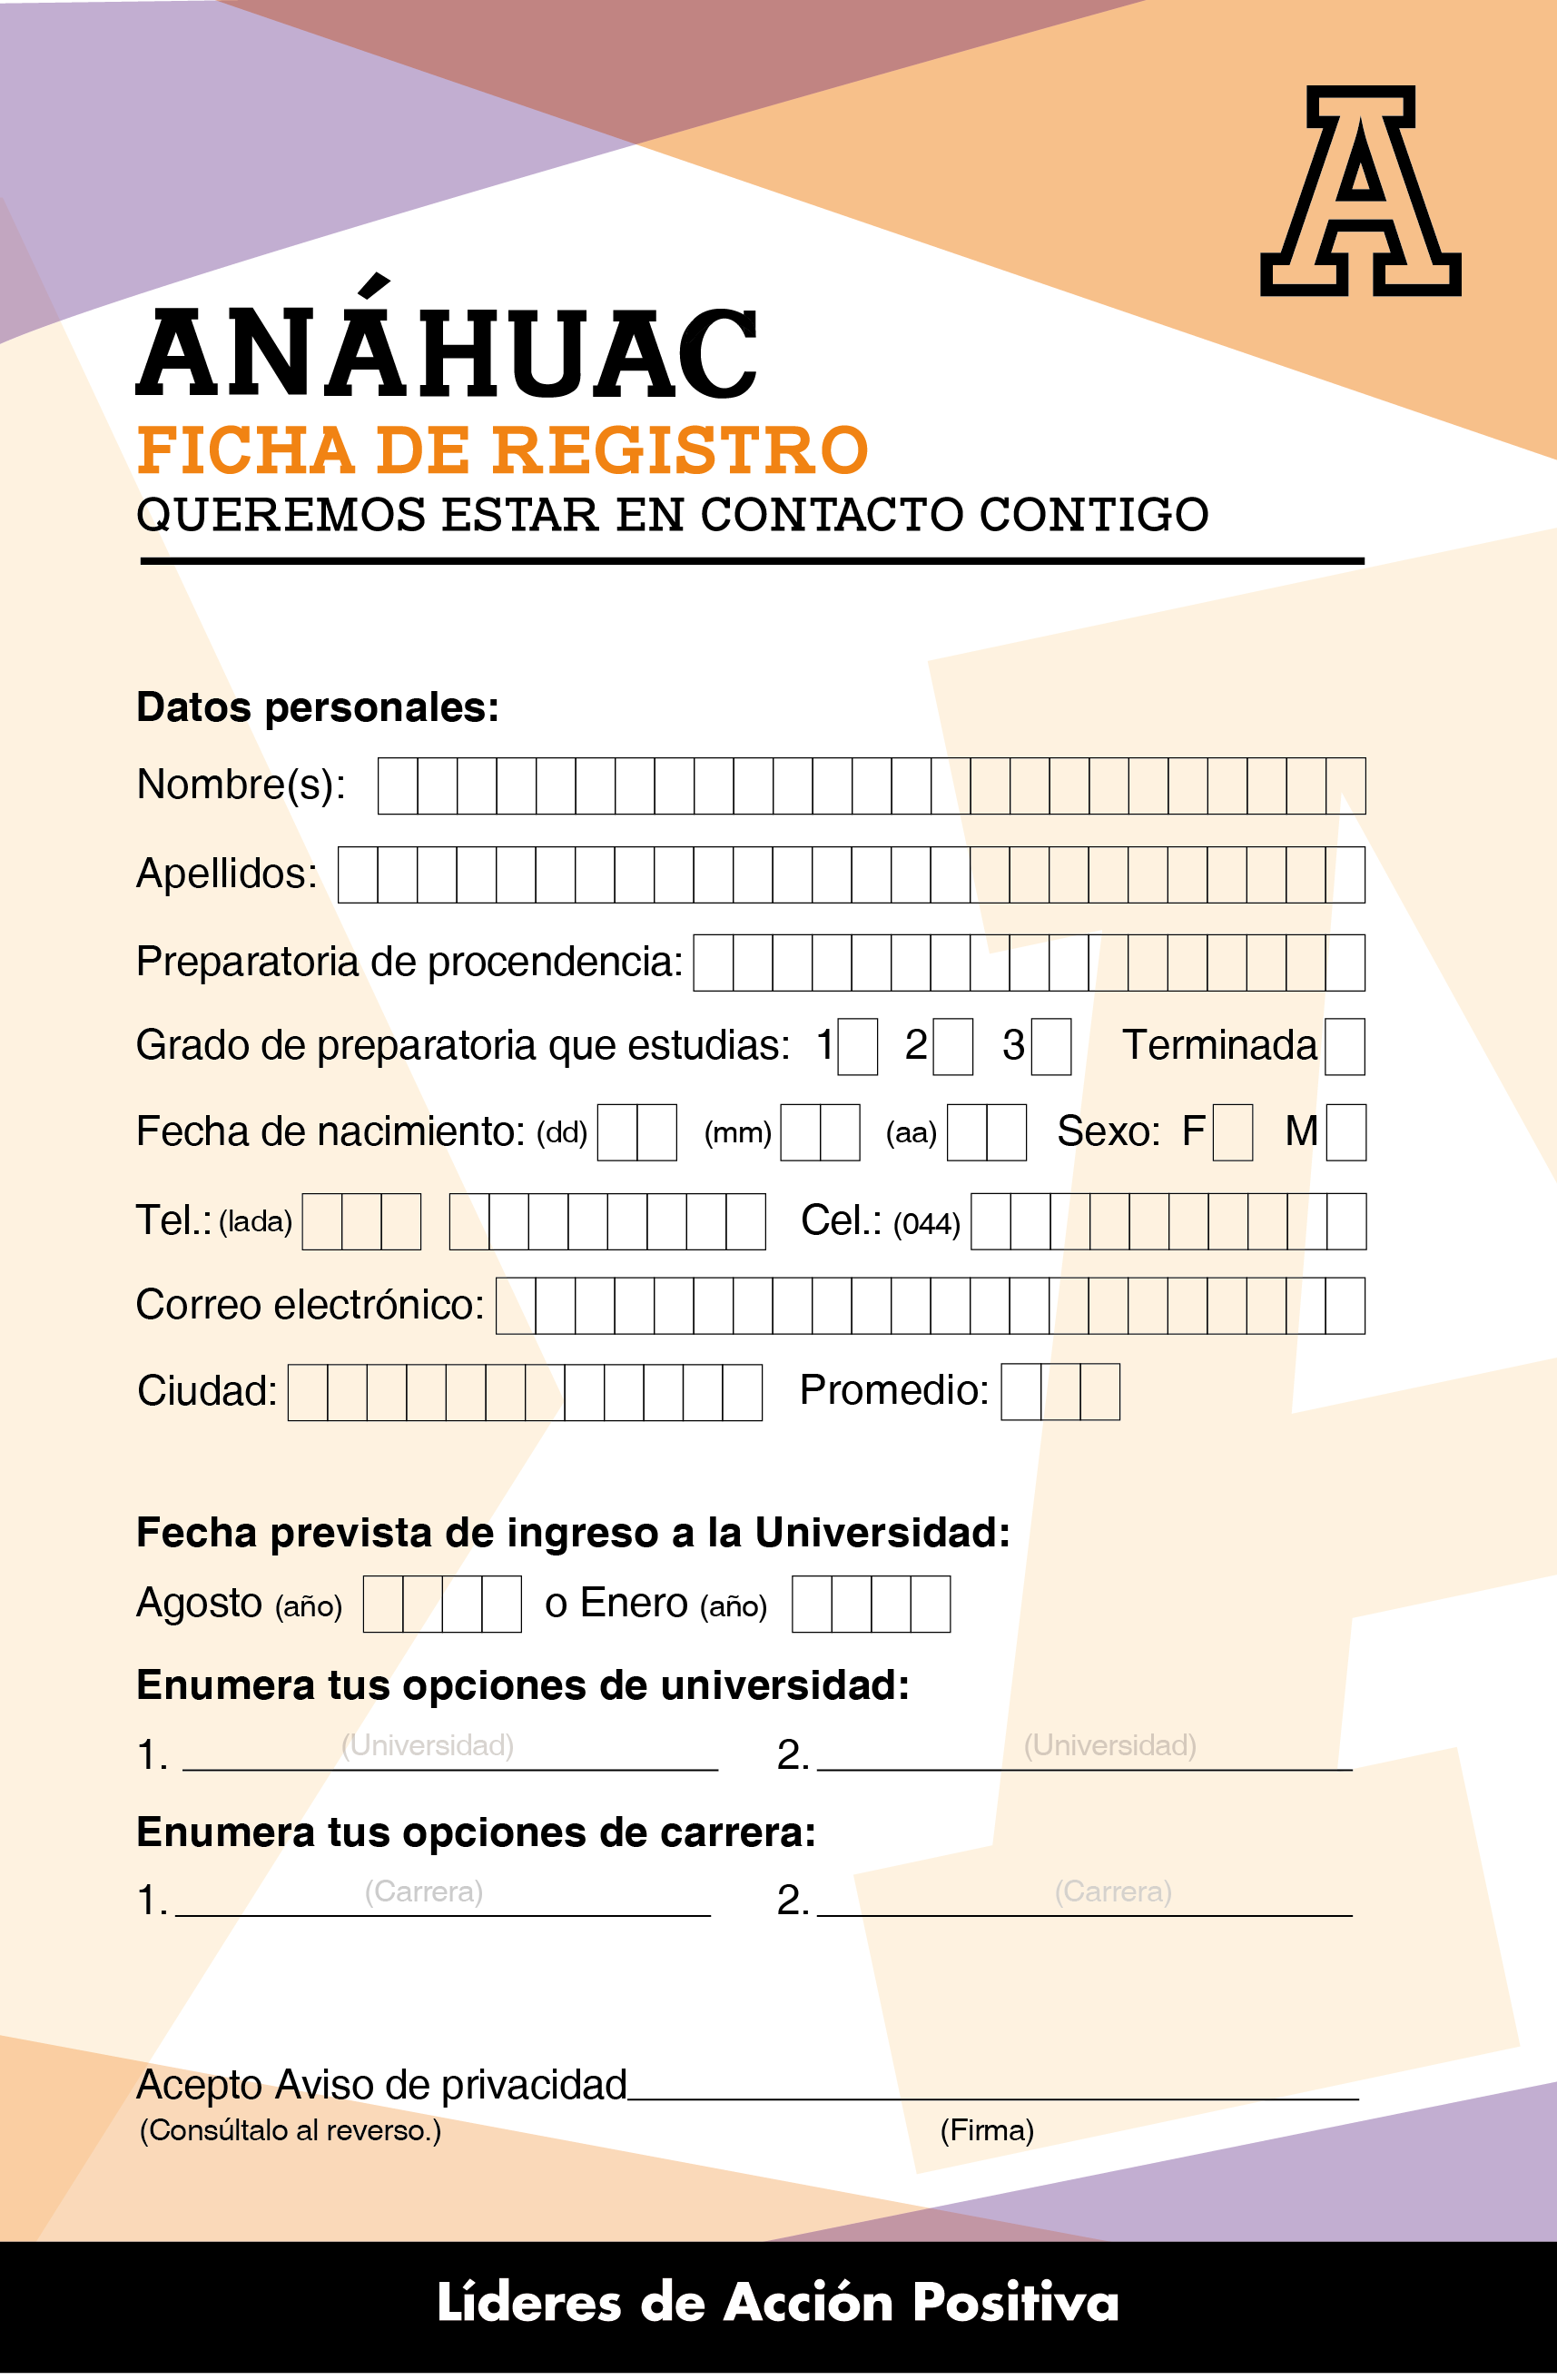 A
ANÁHUAC
FICHA DE REGISTRO
QUEREMOS ESTAR EN CONTACTO CONTIGO
Datos personales:
Nombre(s):
Apellidos:
Preparatoria de procendencia:
Grado de preparatoria que estudias: 1 2 3 Terminada
Fecha de nacimiento: (dd) (mm) (aa) Sexo: F M
Tel.: (lada) Cel.: (044)
Correo electrónico:
Ciudad: Promedio:
Fecha prevista de ingreso a la Universidad:
Agosto (año) o Enero (año)
Enumera tus opciones de universidad:
1. (Universidad) 2. (Universidad)
Enumera tus opciones de carrera:
1. (Carrera) 2. (Carrera)
Acepto Aviso de privacidad
(Consúltalo al reverso.) (Firma)
Líderes de Acción Positiva